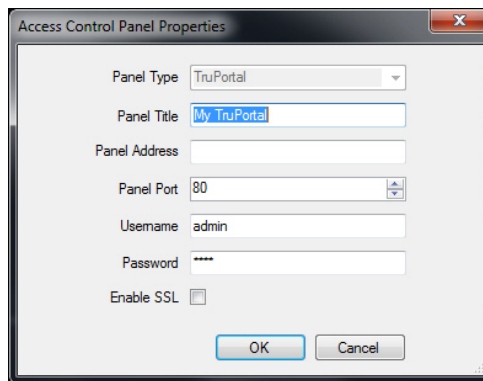 Access Control Panel Properties
Panel Type TruPortal
Panel Title My TruPortal
Panel Address
Panel Port 80
Username admin
Password ****
Enable SSL
OK Cancel